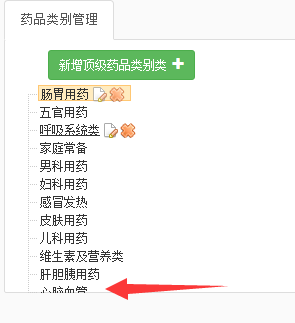 药品类别管理
新增顶级药品类别类
肠胃用药
五官用药
呼吸系统类
家庭常备
男科用药
妇科用药
感冒发热
皮肤用药
儿科用药
维生素及营养类
肝胆胰用药
心脑血管